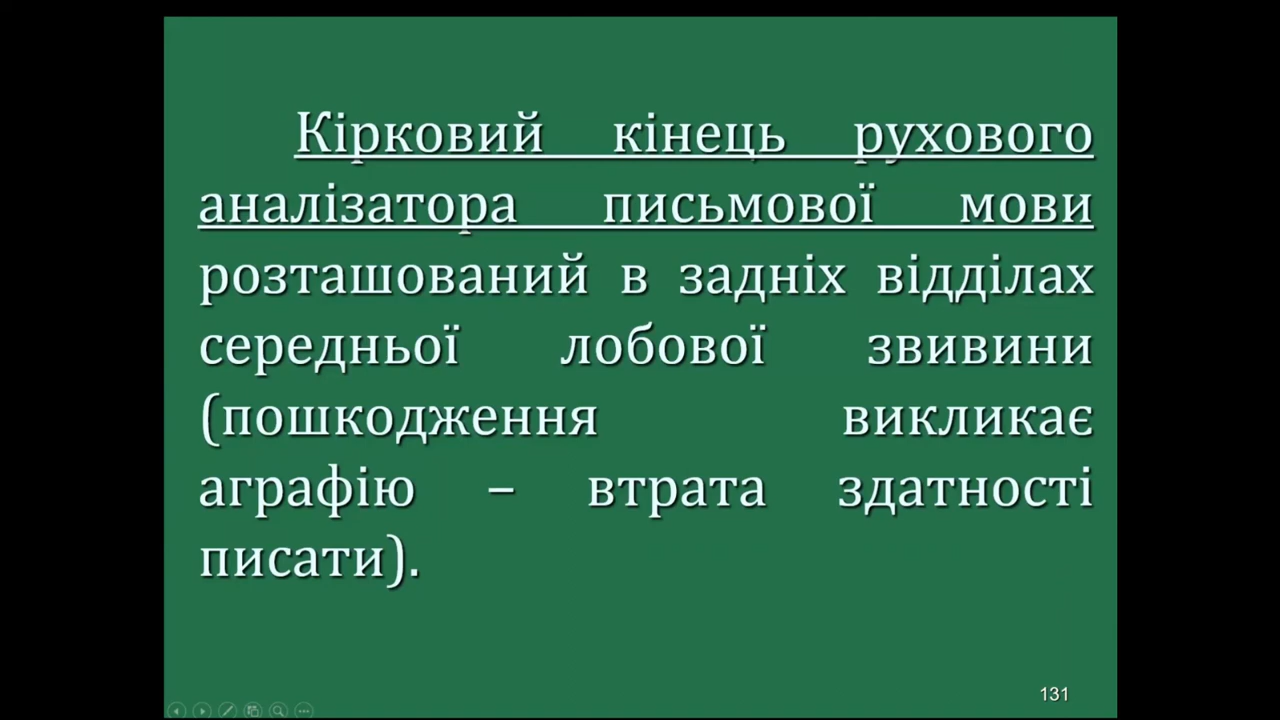 Кірковий кінець рухового
аналізатора письмової мови
розташований в задніх відділах
середньої лобової звивини
(пошкодження викликає
аграфію – втрата здатності
писати).
131